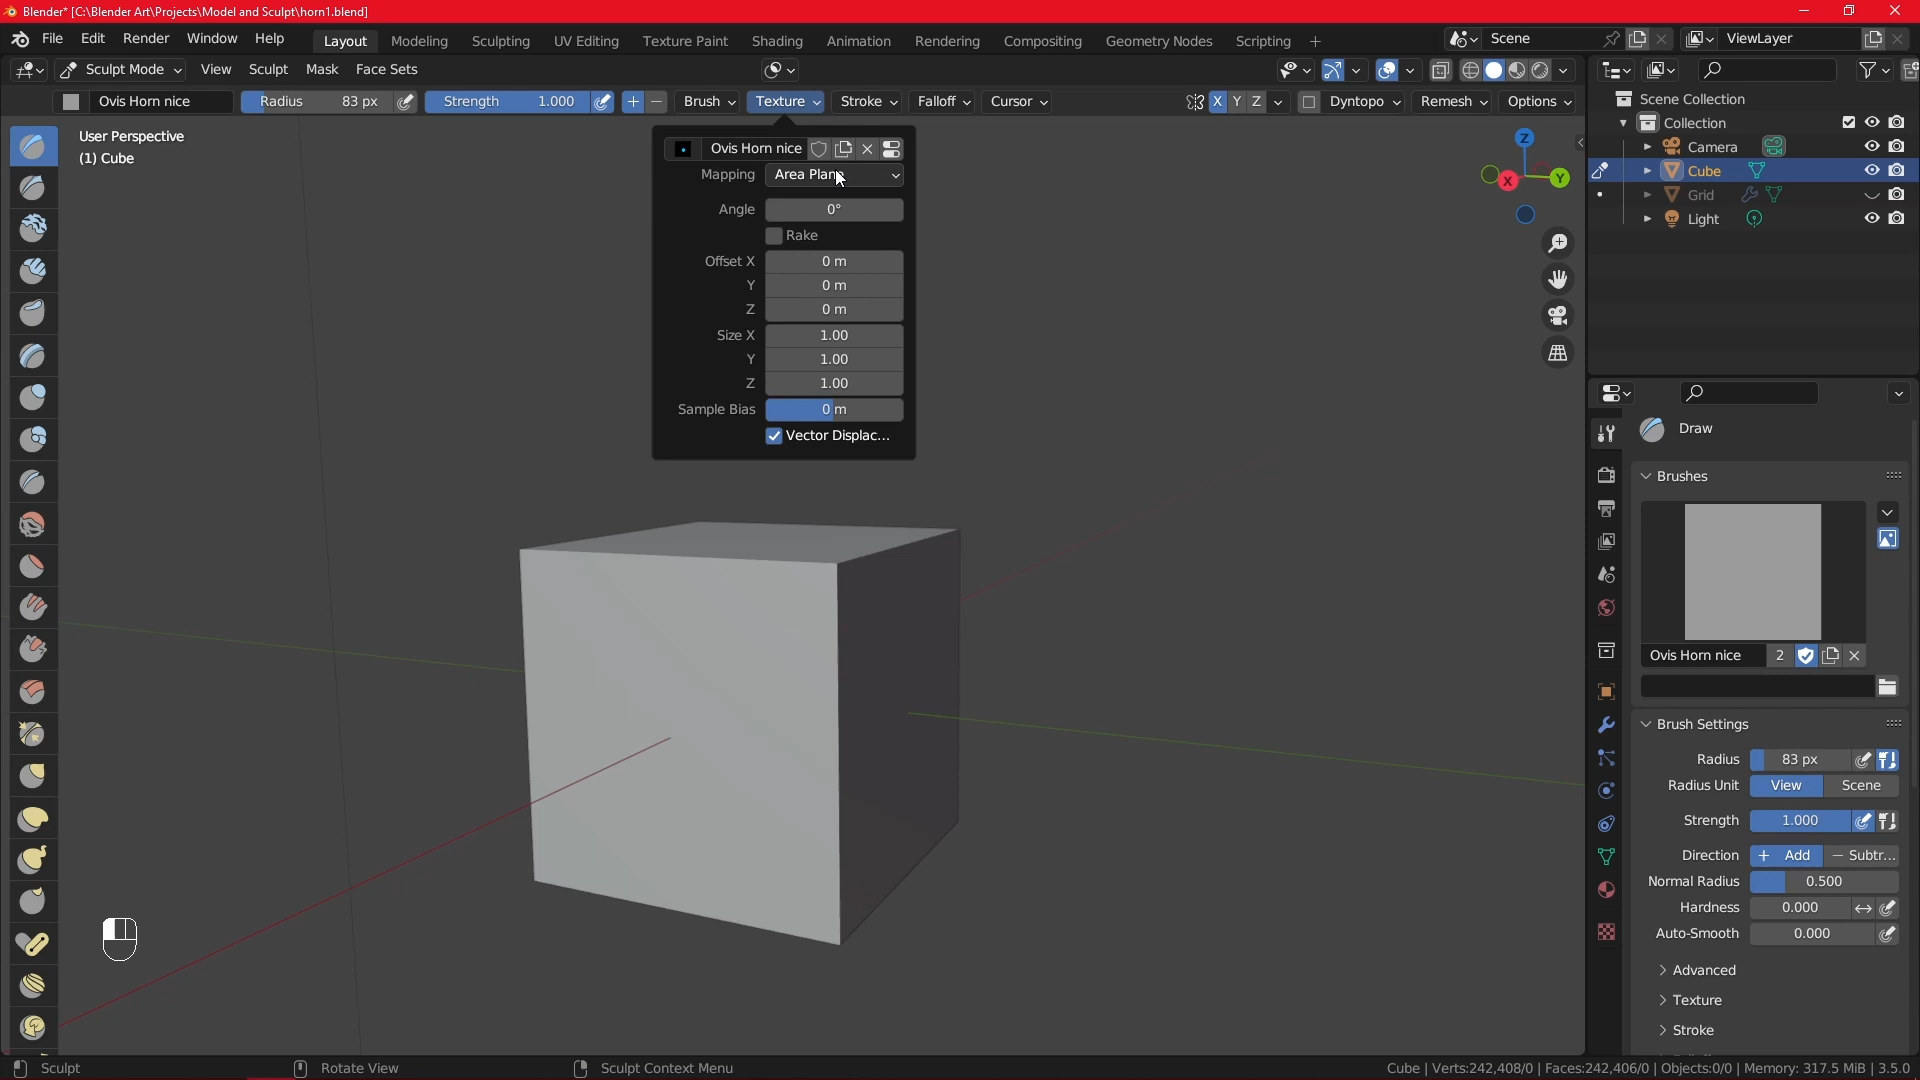 Blender* [C:\Blender Art\Projects\Model and Sculpt\horn1.blend]
File Edit Render Window Help Layout Modeling Sculpting UV Editing Texture Paint Shading Animation Rendering Compositing Geometry Nodes Scripting + Scene ViewLayer
Sculpt Mode View Sculpt Mask Face Sets
Ovis Horn nice Radius 83 px Strength 1.000 + − Brush Texture Stroke Falloff Cursor X Y Z Dyntopo Remesh Options
User Perspective
(1) Cube
Ovis Horn nice
Mapping Area Plane
Angle 0°
Rake
Offset X 0 m
Y 0 m
Z 0 m
Size X 1.00
Y 1.00
Z 1.00
Sample Bias 0 m
Vector Displac...
Z
X
Y
Scene Collection
Collection
Camera
Cube
Grid
Light
Draw
Brushes
Ovis Horn nice 2
Brush Settings
Radius 83 px
Radius Unit View Scene
Strength 1.000
Direction + Add − Subtr...
Normal Radius 0.500
Hardness 0.000
Auto-Smooth 0.000
Advanced
Texture
Stroke
Sculpt Rotate View Sculpt Context Menu Cube | Verts:242,408/0 | Faces:242,406/0 | Objects:0/0 | Memory: 317.5 MiB | 3.5.0